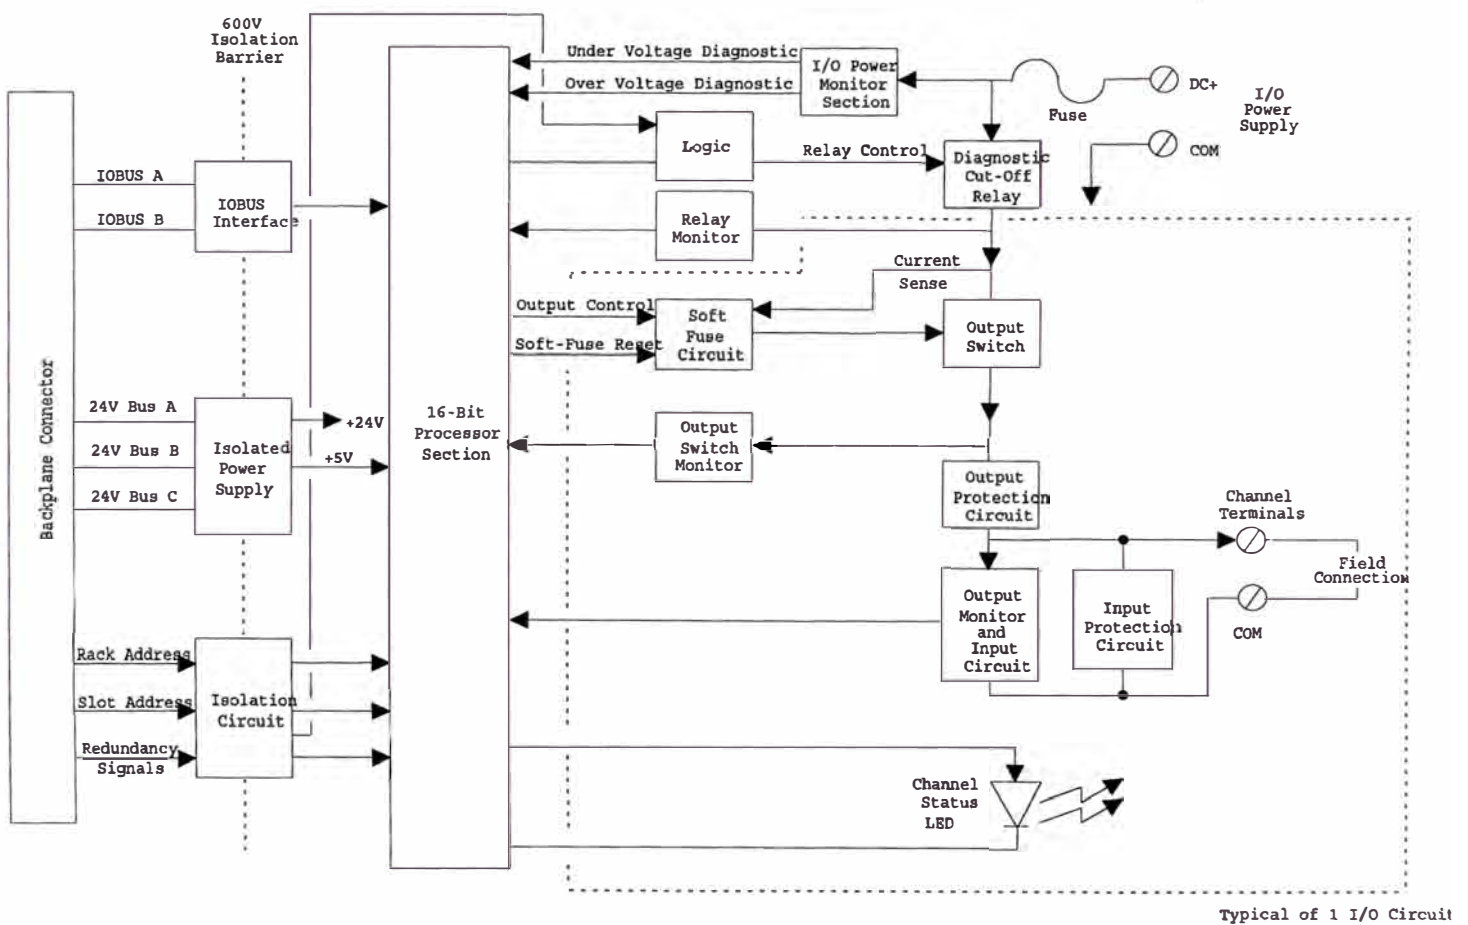 600V
Isolation
Barrier
Under Voltage Diagnostic
Over Voltage Diagnostic
I/O Power
Monitor
Section
Fuse
DC+
COM
I/O
Power
Supply
Logic
Relay Control
Diagnostic
Cut-Off
Relay
IOBUS A
IOBUS B
IOBUS
Interface
Relay
Monitor
Current
Sense
Output Control
Soft-Fuse Reset
Soft
Fuse
Circuit
Output
Switch
Backplane Connector
24V Bus A
24V Bus B
24V Bus C
Isolated
Power
Supply
+24V
+5V
16-Bit
Processor
Section
Output
Switch
Monitor
Output
Protection
Circuit
Channel
Terminals
Field
Connection
COM
Output
Monitor
and
Input
Circuit
Input
Protection
Circuit
Rack Address
Slot Address
Redundancy
Signals
Isolation
Circuit
Channel
Status
LED
Typical of 1 I/O Circuit